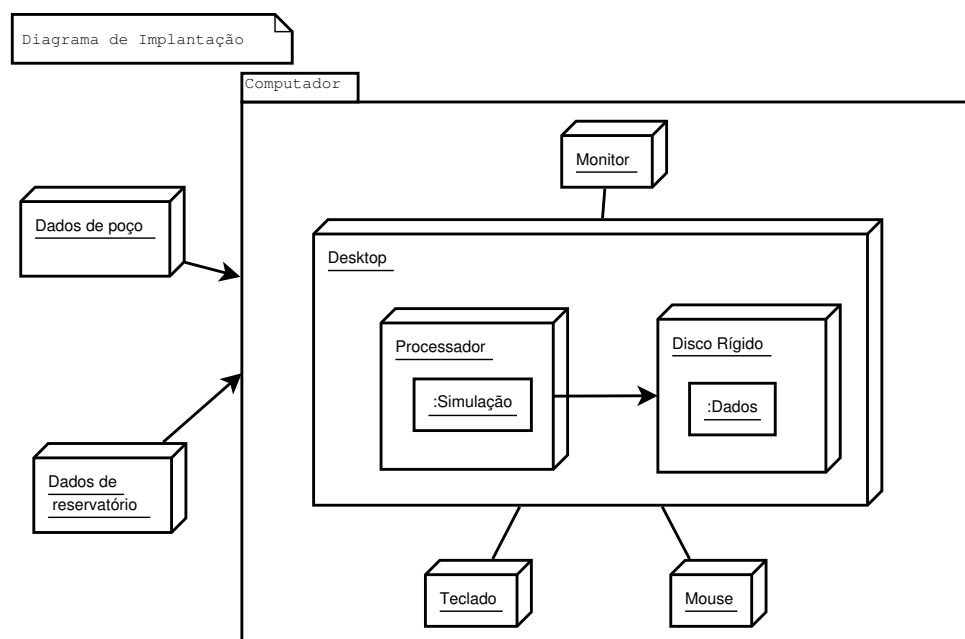 Diagrama de Implantação
Computador
Monitor
Dados de poço
Desktop
Processador
Disco Rígido
:Simulação
:Dados
Dados de
reservatório
Teclado
Mouse